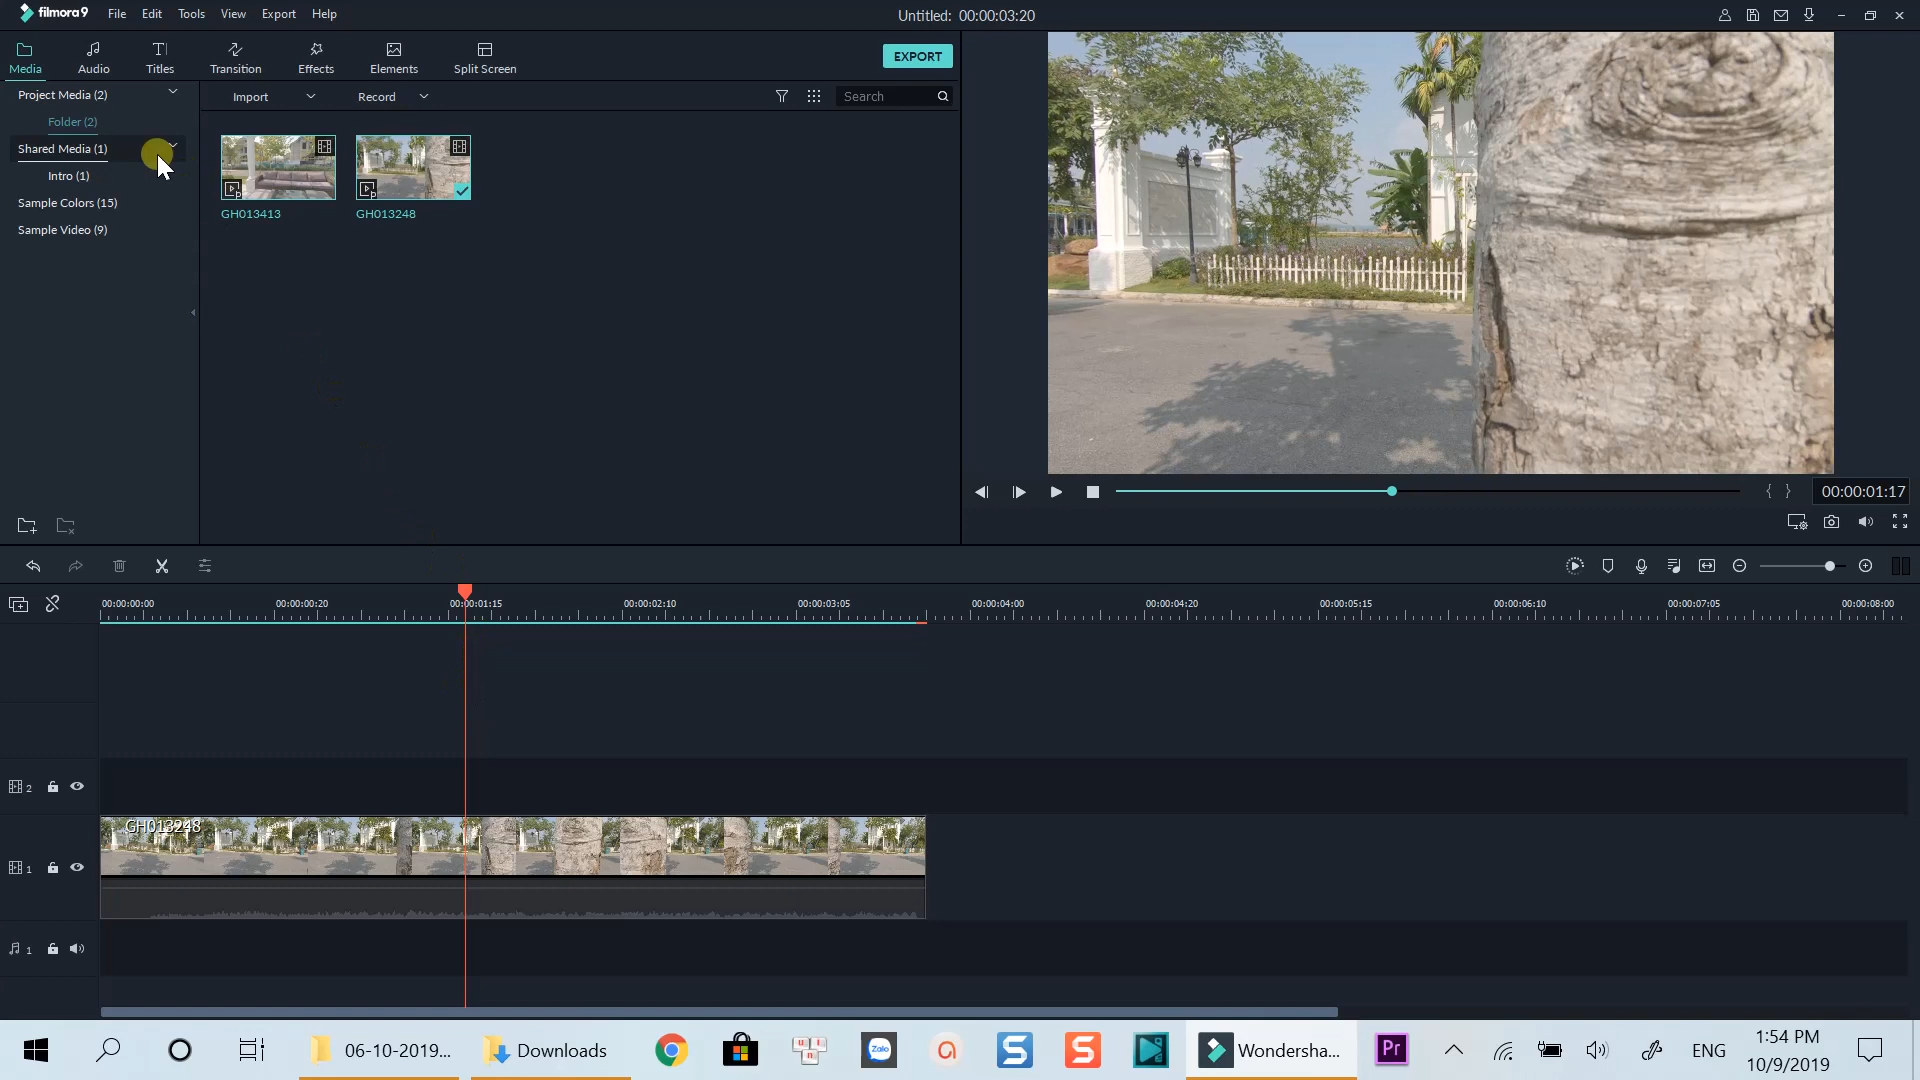 filmora9
File Edit Tools View Export Help
Untitled: 00:00:03:20
Media
Audio
Titles
Transition
Effects
Elements
Split Screen
EXPORT
Project Media (2)
Folder (2)
Shared Media (1)
Intro (1)
Sample Colors (15)
Sample Video (9)
Import
Record
Search
GH013413
GH013248
00:00:01:17
00:00:00:00
00:00:00:20
00:00:01:15
00:00:02:10
00:00:03:05
00:00:04:00
00:00:04:20
00:00:05:15
00:00:06:10
00:00:07:05
00:00:08:00
2
GH013248
1
1
06-10-2019...
Downloads
Zalo
Wondersha...
Pr
ENG
1:54 PM
10/9/2019